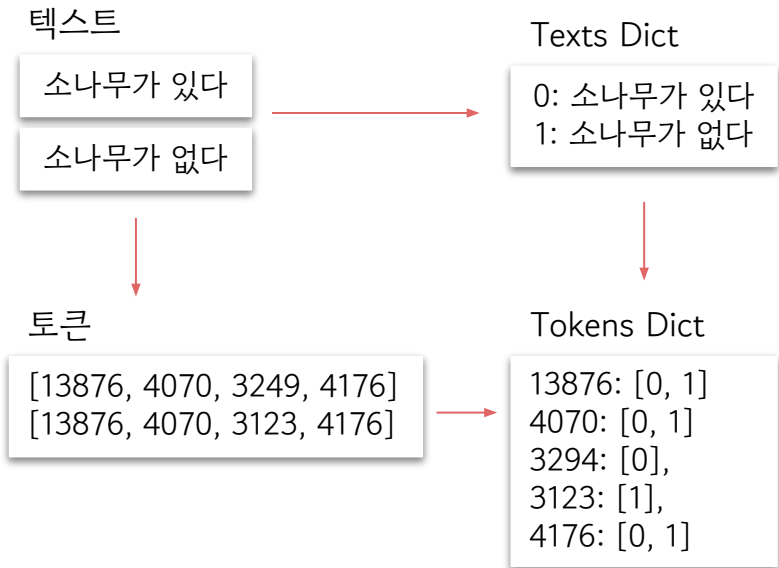 텍스트
소나무가 있다
소나무가 없다
Texts Dict
0: 소나무가 있다
1: 소나무가 없다
토큰
[13876, 4070, 3249, 4176]
[13876, 4070, 3123, 4176]
Tokens Dict
13876: [0, 1]
4070: [0, 1]
3294: [0],
3123: [1],
4176: [0, 1]